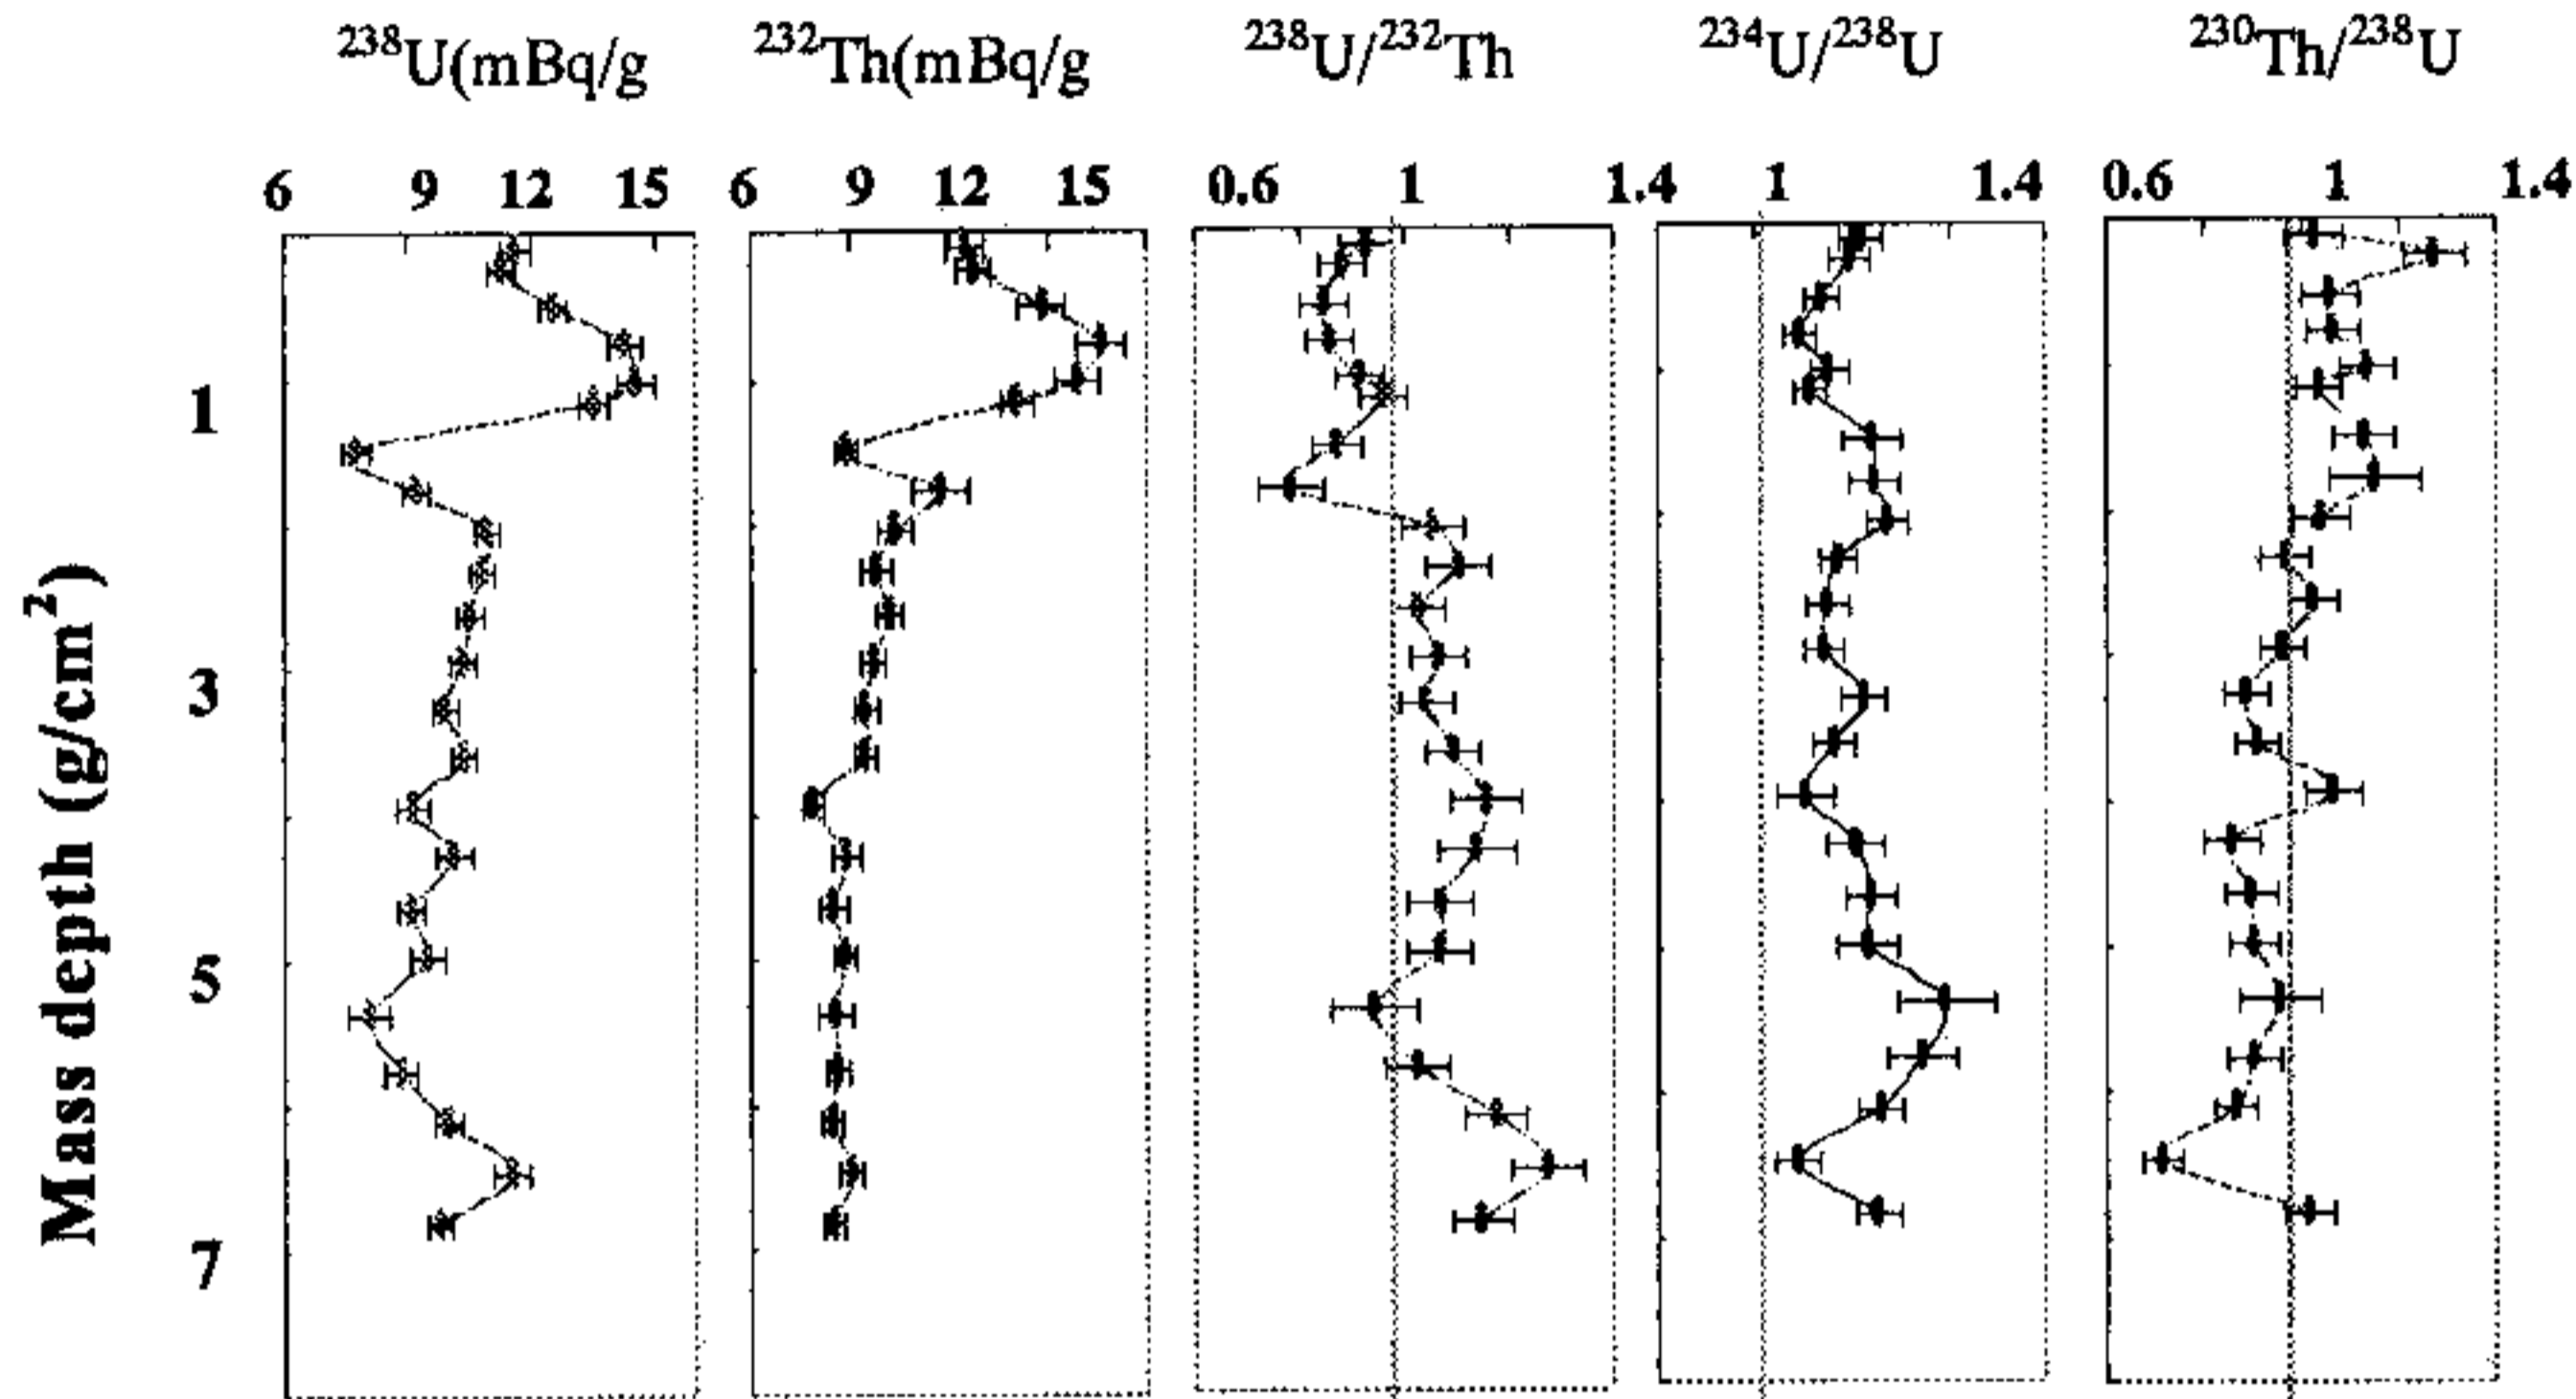 ²³⁸U(mBq/g ²³²Th(mBq/g ²³⁸U/²³²Th ²³⁴U/²³⁸U ²³⁰Th/²³⁸U
6 9 12 15 6 9 12 15 0.6 1 1.4 1 1.4 0.6 1 1.4
1
3
5
7
Mass depth (g/cm²)